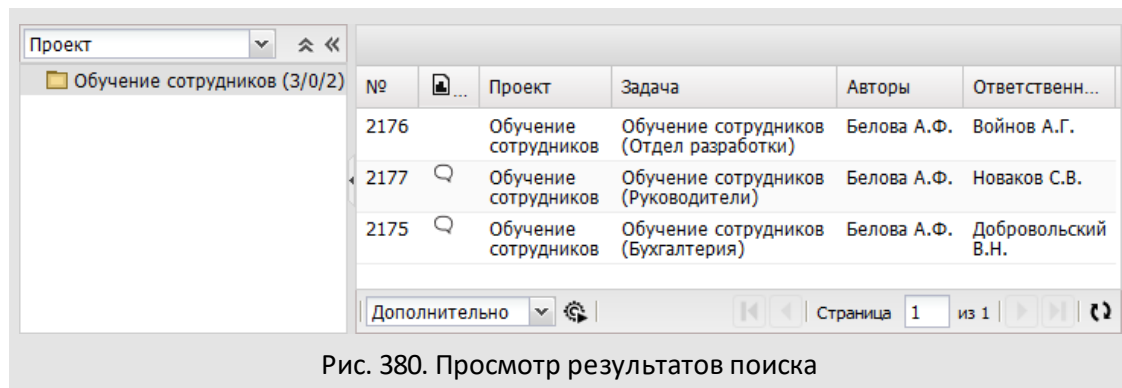 Проект
Обучение сотрудников (3/0/2)
№ ... Проект Задача Авторы Ответственн...
2176 Обучение Обучение сотрудников Белова А.Ф. Войнов А.Г.
сотрудников (Отдел разработки)
2177 Обучение Обучение сотрудников Белова А.Ф. Новаков С.В.
сотрудников (Руководители)
2175 Обучение Обучение сотрудников Белова А.Ф. Добровольский
сотрудников (Бухгалтерия) В.Н.
Дополнительно Страница 1 из 1
Рис. 380. Просмотр результатов поиска